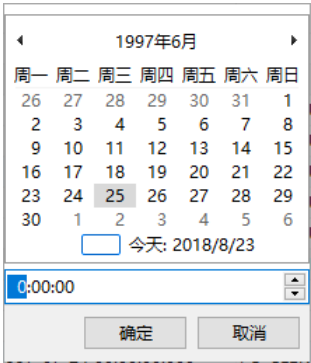 1997年6月
周一 周二 周三 周四 周五 周六 周日
26 27 28 29 30 31 1
2 3 4 5 6 7 8
9 10 11 12 13 14 15
16 17 18 19 20 21 22
23 24 25 26 27 28 29
30 1 2 3 4 5 6
今天: 2018/8/23
0:00:00
确定 取消